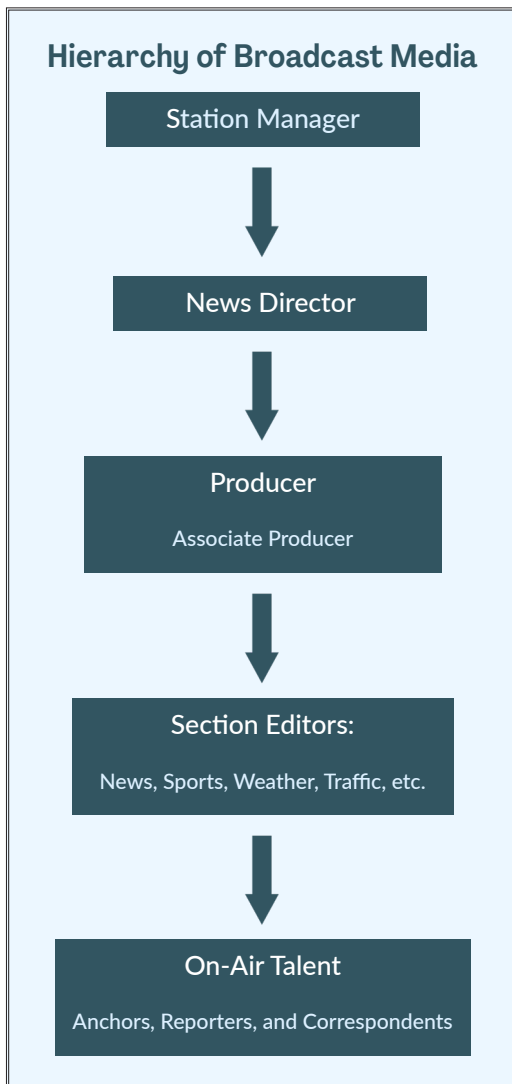 Hierarchy of Broadcast Media
Station Manager
News Director
Producer
Associate Producer
Section Editors:
News, Sports, Weather, Traffic, etc.
On-Air Talent
Anchors, Reporters, and Correspondents